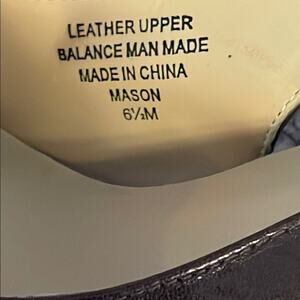 LEATHER UPPER
BALANCE MAN MADE
MADE IN CHINA
MASON
6½M